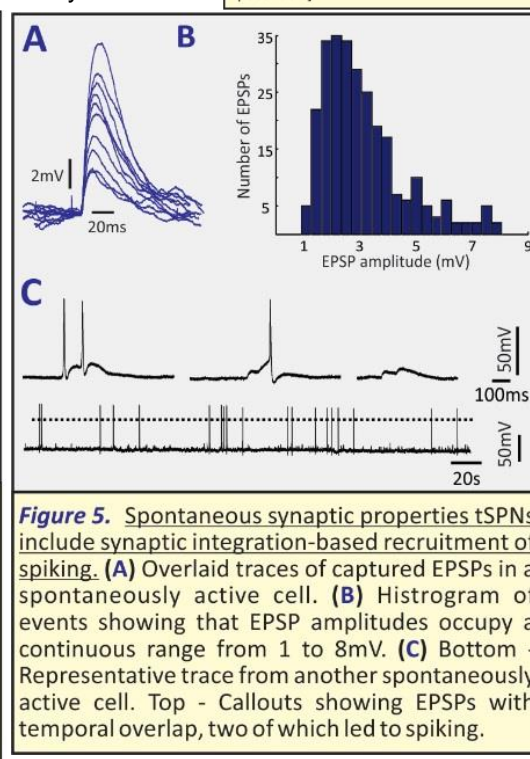 A
B
2mV
20ms
Number of EPSPs
35
25
15
5
1 3 5 7 9
EPSP amplitude (mV)
C
50mV
100ms
50mV
20s
Figure 5. Spontaneous synaptic properties tSPNs
include synaptic integration-based recruitment of
spiking. (A) Overlaid traces of captured EPSPs in a
spontaneously active cell. (B) Histrogram of
events showing that EPSP amplitudes occupy a
continuous range from 1 to 8mV. (C) Bottom -
Representative trace from another spontaneously
active cell. Top - Callouts showing EPSPs with
temporal overlap, two of which led to spiking.